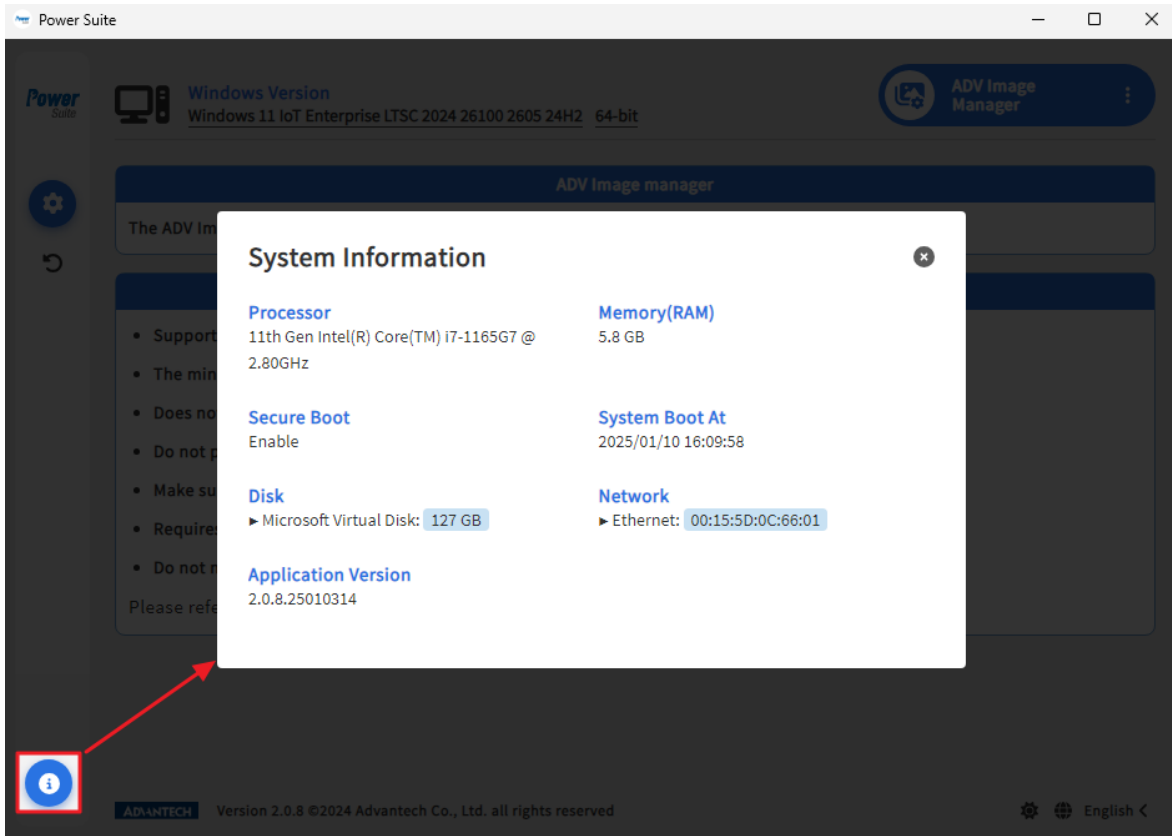 Power Suite
Power
Suite
Windows Version
Windows 11 IoT Enterprise LTSC 2024 26100 2605 24H2 64-bit
ADV Image
Manager
ADV Image manager
The ADV Im
System Information
Processor
Memory(RAM)
11th Gen Intel(R) Core(TM) i7-1165G7 @
5.8 GB
2.80GHz
Secure Boot
System Boot At
Enable
2025/01/10 16:09:58
Disk
Network
▸ Microsoft Virtual Disk: 127 GB
▸ Ethernet: 00:15:5D:0C:66:01
Application Version
2.0.8.25010314
• Support
• The min
• Does no
• Do not p
• Make su
• Requires
• Do not n
Please refe
ADVANTECH Version 2.0.8 ©2024 Advantech Co., Ltd. all rights reserved
English